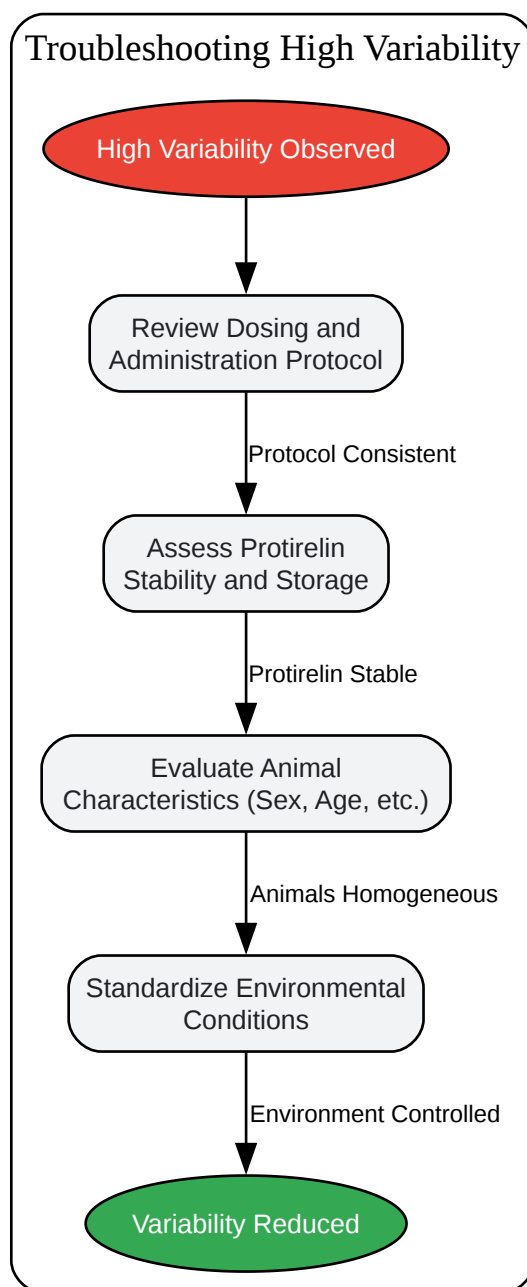 Troubleshooting High Variability
High Variability Observed
Review Dosing and
Administration Protocol
Protocol Consistent
Assess Protirelin
Stability and Storage
Protirelin Stable
Evaluate Animal
Characteristics (Sex, Age, etc.)
Animals Homogeneous
Standardize Environmental
Conditions
Environment Controlled
Variability Reduced